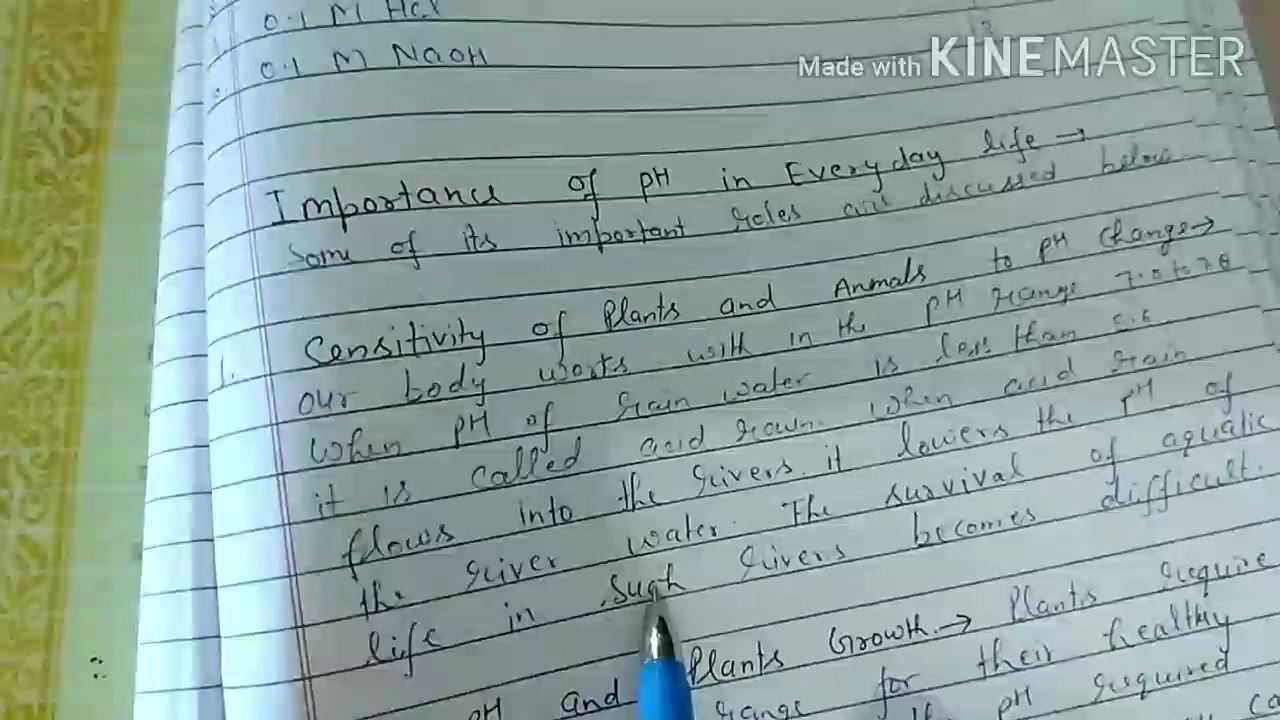 0.1 M HCl
0.1 M NaOH
Made with KINEMASTER
Importance of pH in Everyday life →
Some of its important roles are discussed below
1. Sensitivity of Plants and Animals to pH change →
our body works with in the pH range 7.0 to 7.8
When pH of rain water is less than 5.6
it is called acid rain. when acid rain
flows into the rivers. it lowers the pH of
the river water. The survival of aquatic
life in such rivers becomes difficult.
pH and Plants Growth. → Plants require
range for their healthy
If pH required